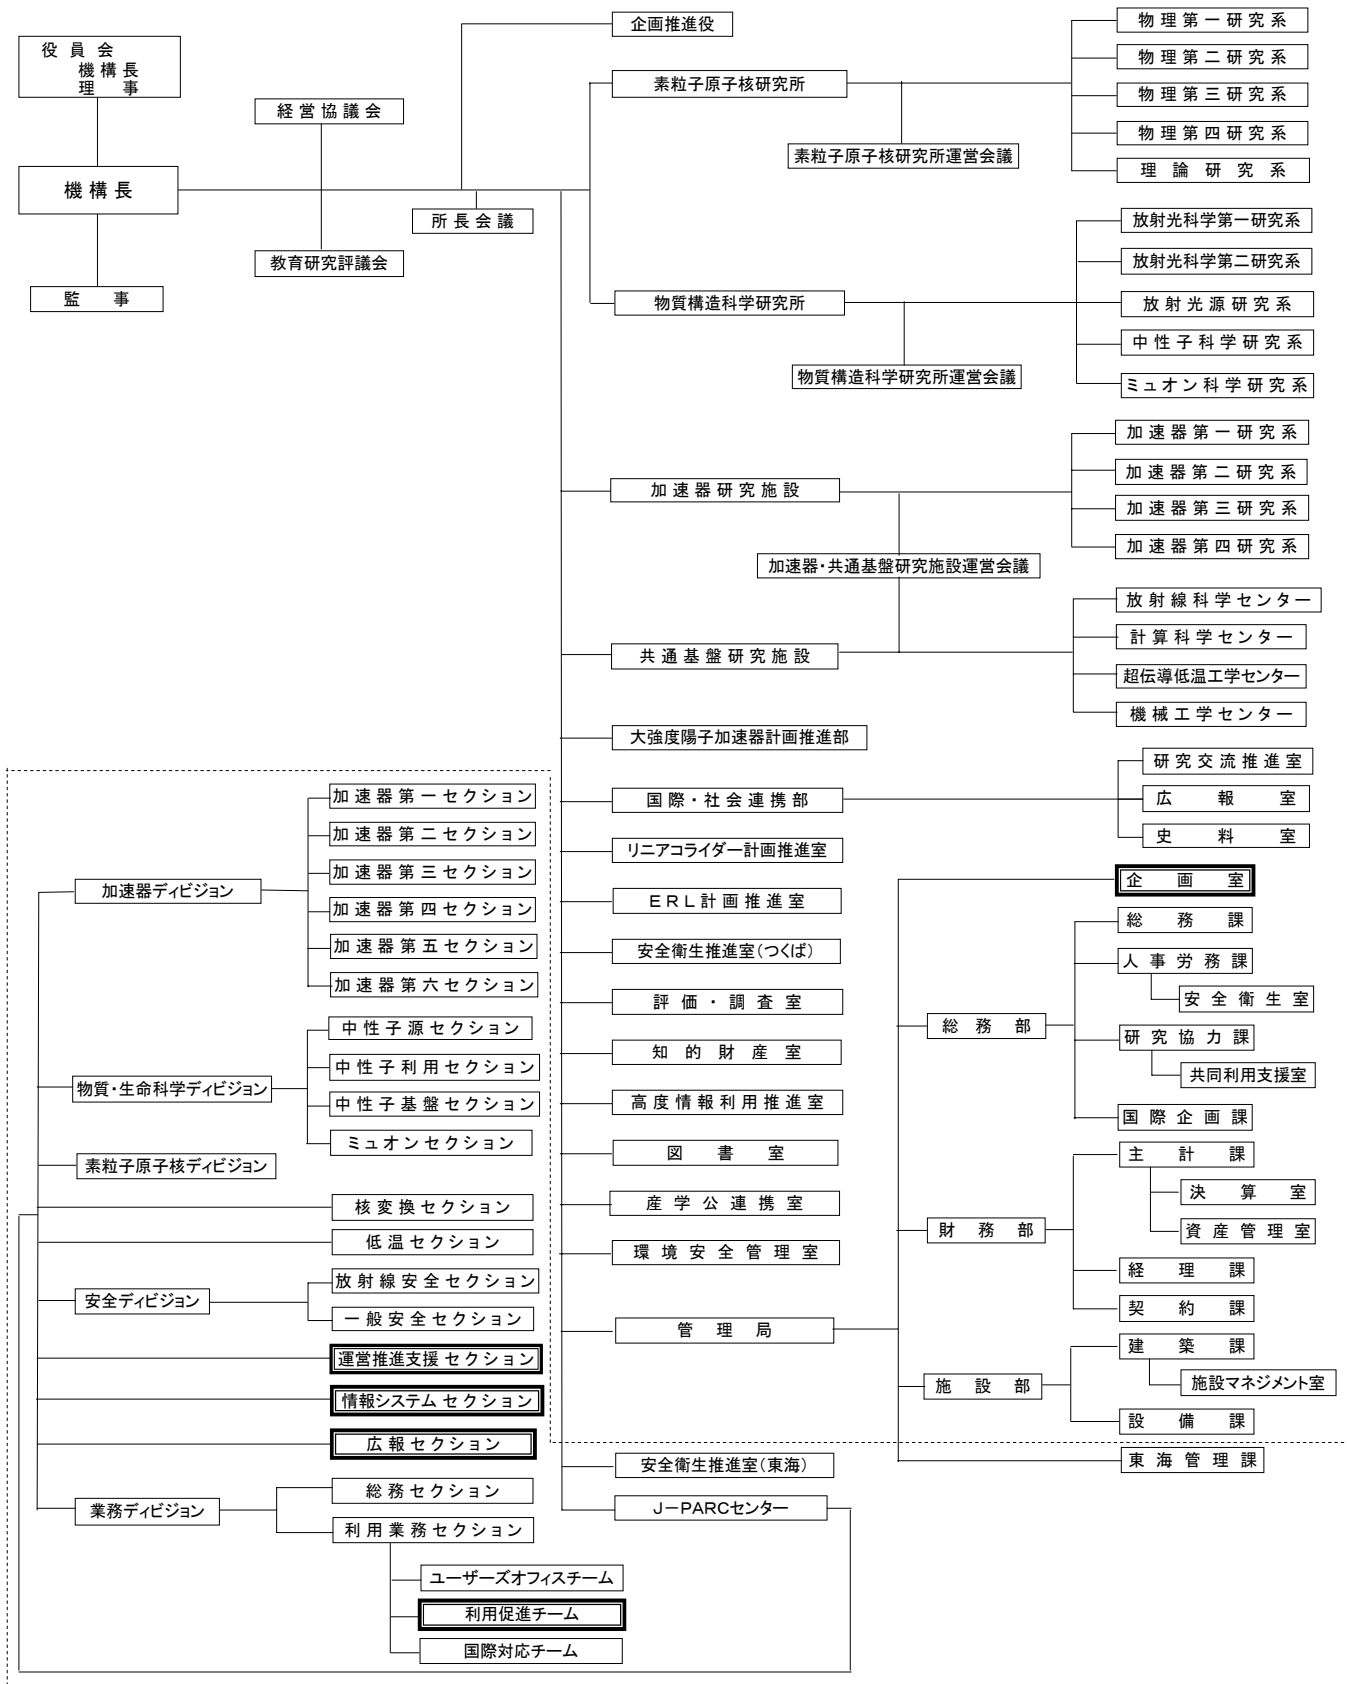 役員会
機構長
理事
機構長
監事
経営協議会
教育研究評議会
所長会議
企画推進役
素粒子原子核研究所
素粒子原子核研究所運営会議
物理第一研究系
物理第二研究系
物理第三研究系
物理第四研究系
理論研究系
物質構造科学研究所
物質構造科学研究所運営会議
放射光科学第一研究系
放射光科学第二研究系
放射光源研究系
中性子科学研究系
ミュオン科学研究系
加速器研究施設
加速器第一研究系
加速器第二研究系
加速器第三研究系
加速器第四研究系
加速器・共通基盤研究施設運営会議
共通基盤研究施設
放射線科学センター
計算科学センター
超伝導低温工学センター
機械工学センター
大強度陽子加速器計画推進部
国際・社会連携部
研究交流推進室
広報室
史料室
リニアコライダー計画推進室
ERL計画推進室
安全衛生推進室(つくば)
評価・調査室
知的財産室
高度情報利用推進室
図書室
産学公連携室
環境安全管理室
管理局
企画室
総務部
総務課
人事労務課
安全衛生室
研究協力課
共同利用支援室
国際企画課
財務部
主計課
決算室
資産管理室
経理課
契約課
施設部
建築課
施設マネジメント室
設備課
東海管理課
安全衛生推進室(東海)
J-PARCセンター
加速器ディビジョン
加速器第一セクション
加速器第二セクション
加速器第三セクション
加速器第四セクション
加速器第五セクション
加速器第六セクション
物質・生命科学ディビジョン
中性子源セクション
中性子利用セクション
中性子基盤セクション
ミュオンセクション
素粒子原子核ディビジョン
核変換セクション
低温セクション
安全ディビジョン
放射線安全セクション
一般安全セクション
運営推進支援セクション
情報システムセクション
広報セクション
業務ディビジョン
総務セクション
利用業務セクション
ユーザーズオフィスチーム
利用促進チーム
国際対応チーム